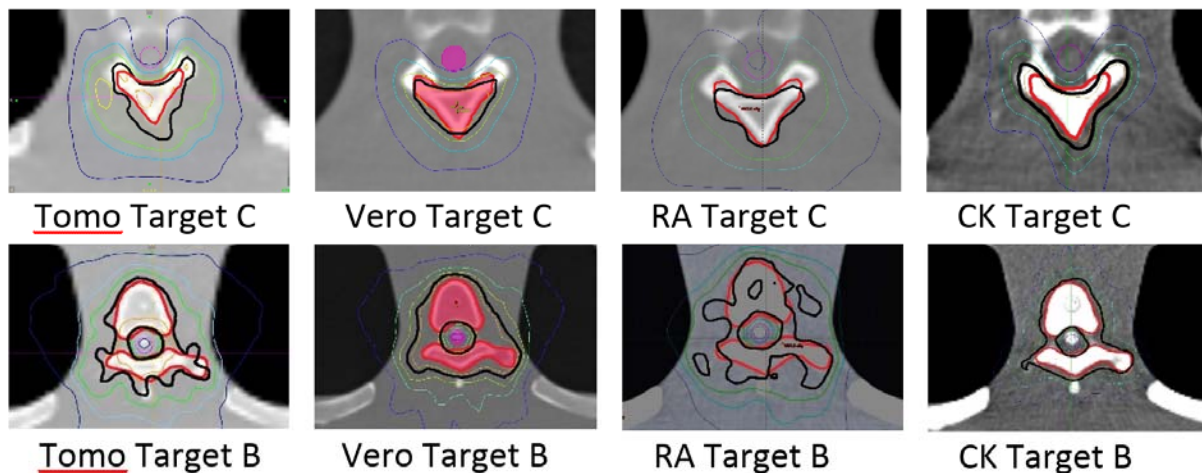 Tomo Target C
Vero Target C
RA Target C
CK Target C
Tomo Target B
Vero Target B
RA Target B
CK Target B